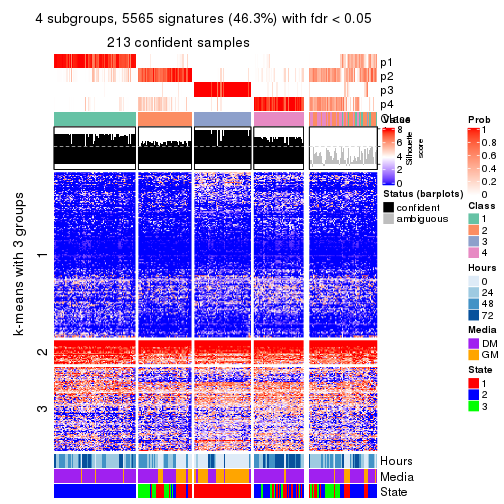 4 subgroups, 5565 signatures (46.3%) with fdr < 0.05
213 confident samples
p1
p2
p3
p4
Class
Value
8
6
4
2
0
Silhouette
score
Status (barplots)
confident
ambiguous
Prob
1
0.8
0.6
0.4
0.2
0
Class
1
2
3
4
Hours
0
24
48
72
Media
DM
GM
State
1
2
3
k-means with 3 groups
1
2
3
Hours
Media
State